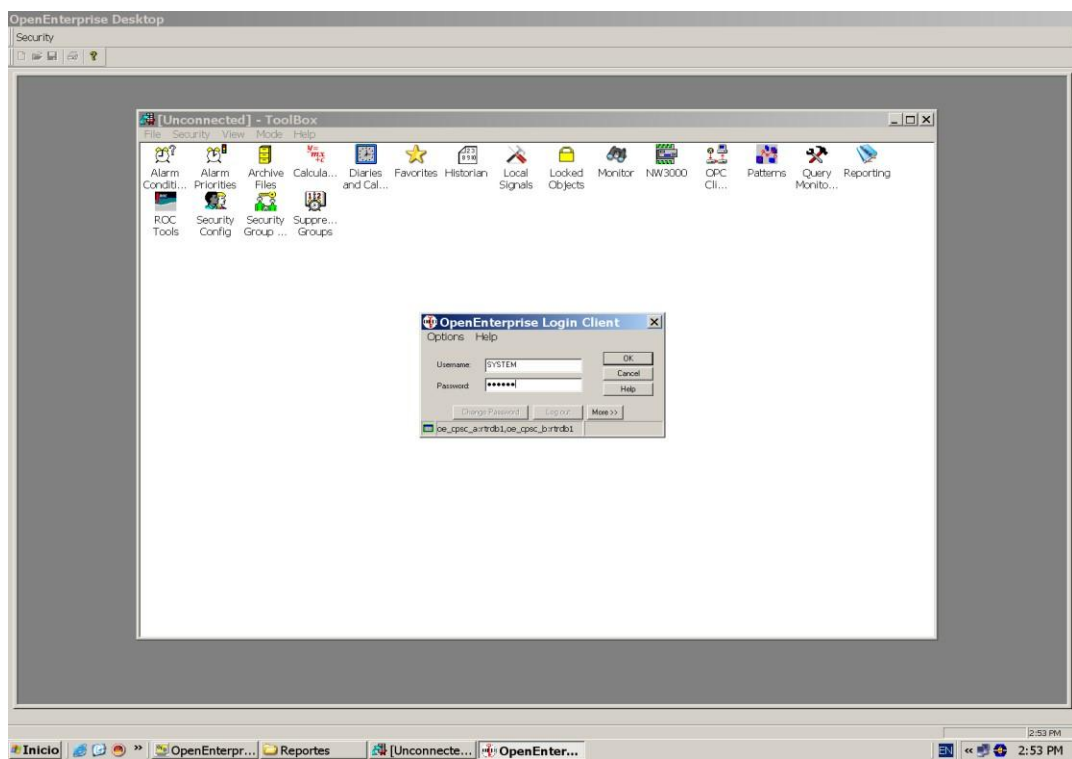 OpenEnterprise Desktop
Security
[Unconnected] - ToolBox
File Security View Mode Help
Alarm Conditi...
Alarm Priorities
Archive Files
Calcula...
Diaries and Cal...
Favorites
Historian
Local Signals
Locked Objects
Monitor
NW3000
OPC Cli...
Patterns
Query Monito...
Reporting
ROC Tools
Security Config
Security Group ...
Suppre... Groups
OpenEnterprise Login Client
Options Help
Username: SYSTEM
OK
Cancel
Password: ••••••
Help
Change Password
Log out
More >>
oe_cpsc_a:rtrdb1,oe_cpsc_b:rtrdb1
2:53 PM
Inicio
OpenEnterpr...
Reportes
[Unconnecte...
OpenEnter...
EN
2:53 PM